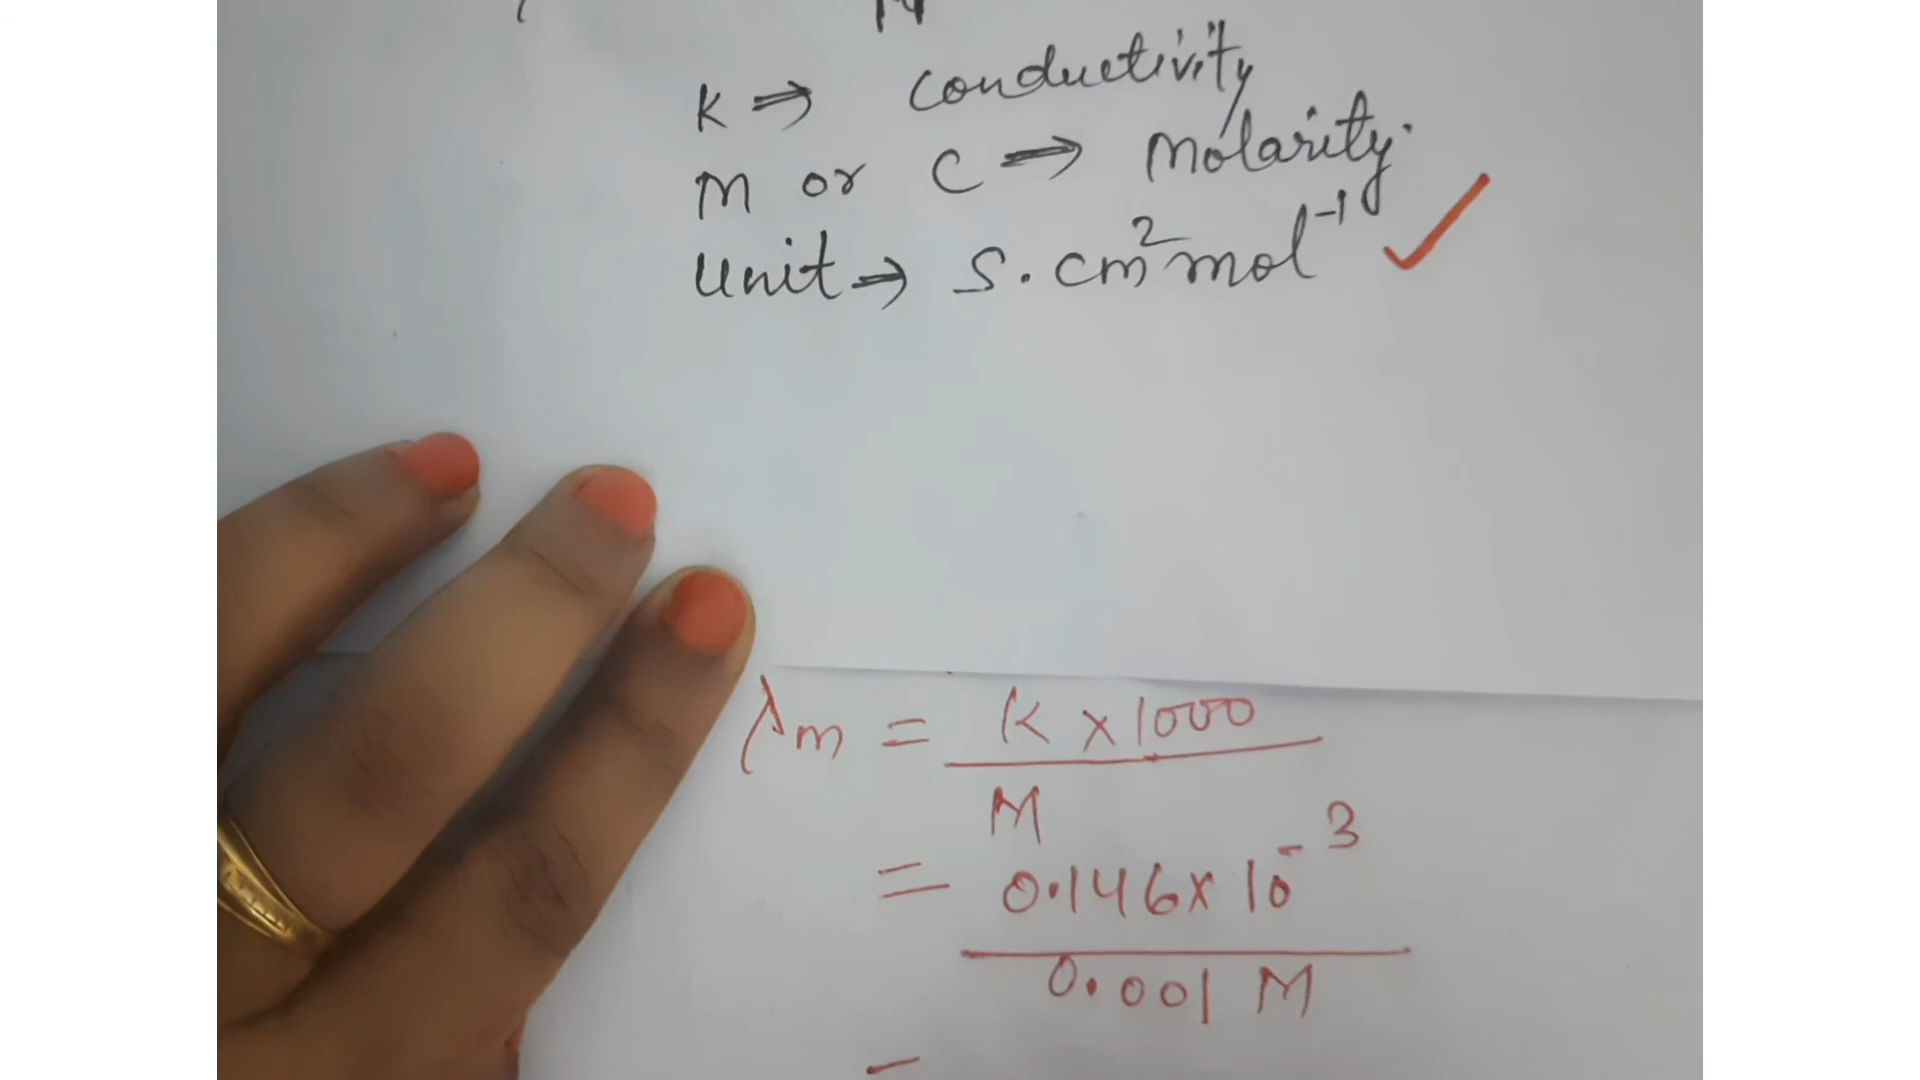 K ⇒ Conductivity
M or C ⇒ Molarity.
Unit → S. cm² mol⁻¹ ✓
λm = K × 1000
M
= 0.146 × 10⁻³
0.001 M